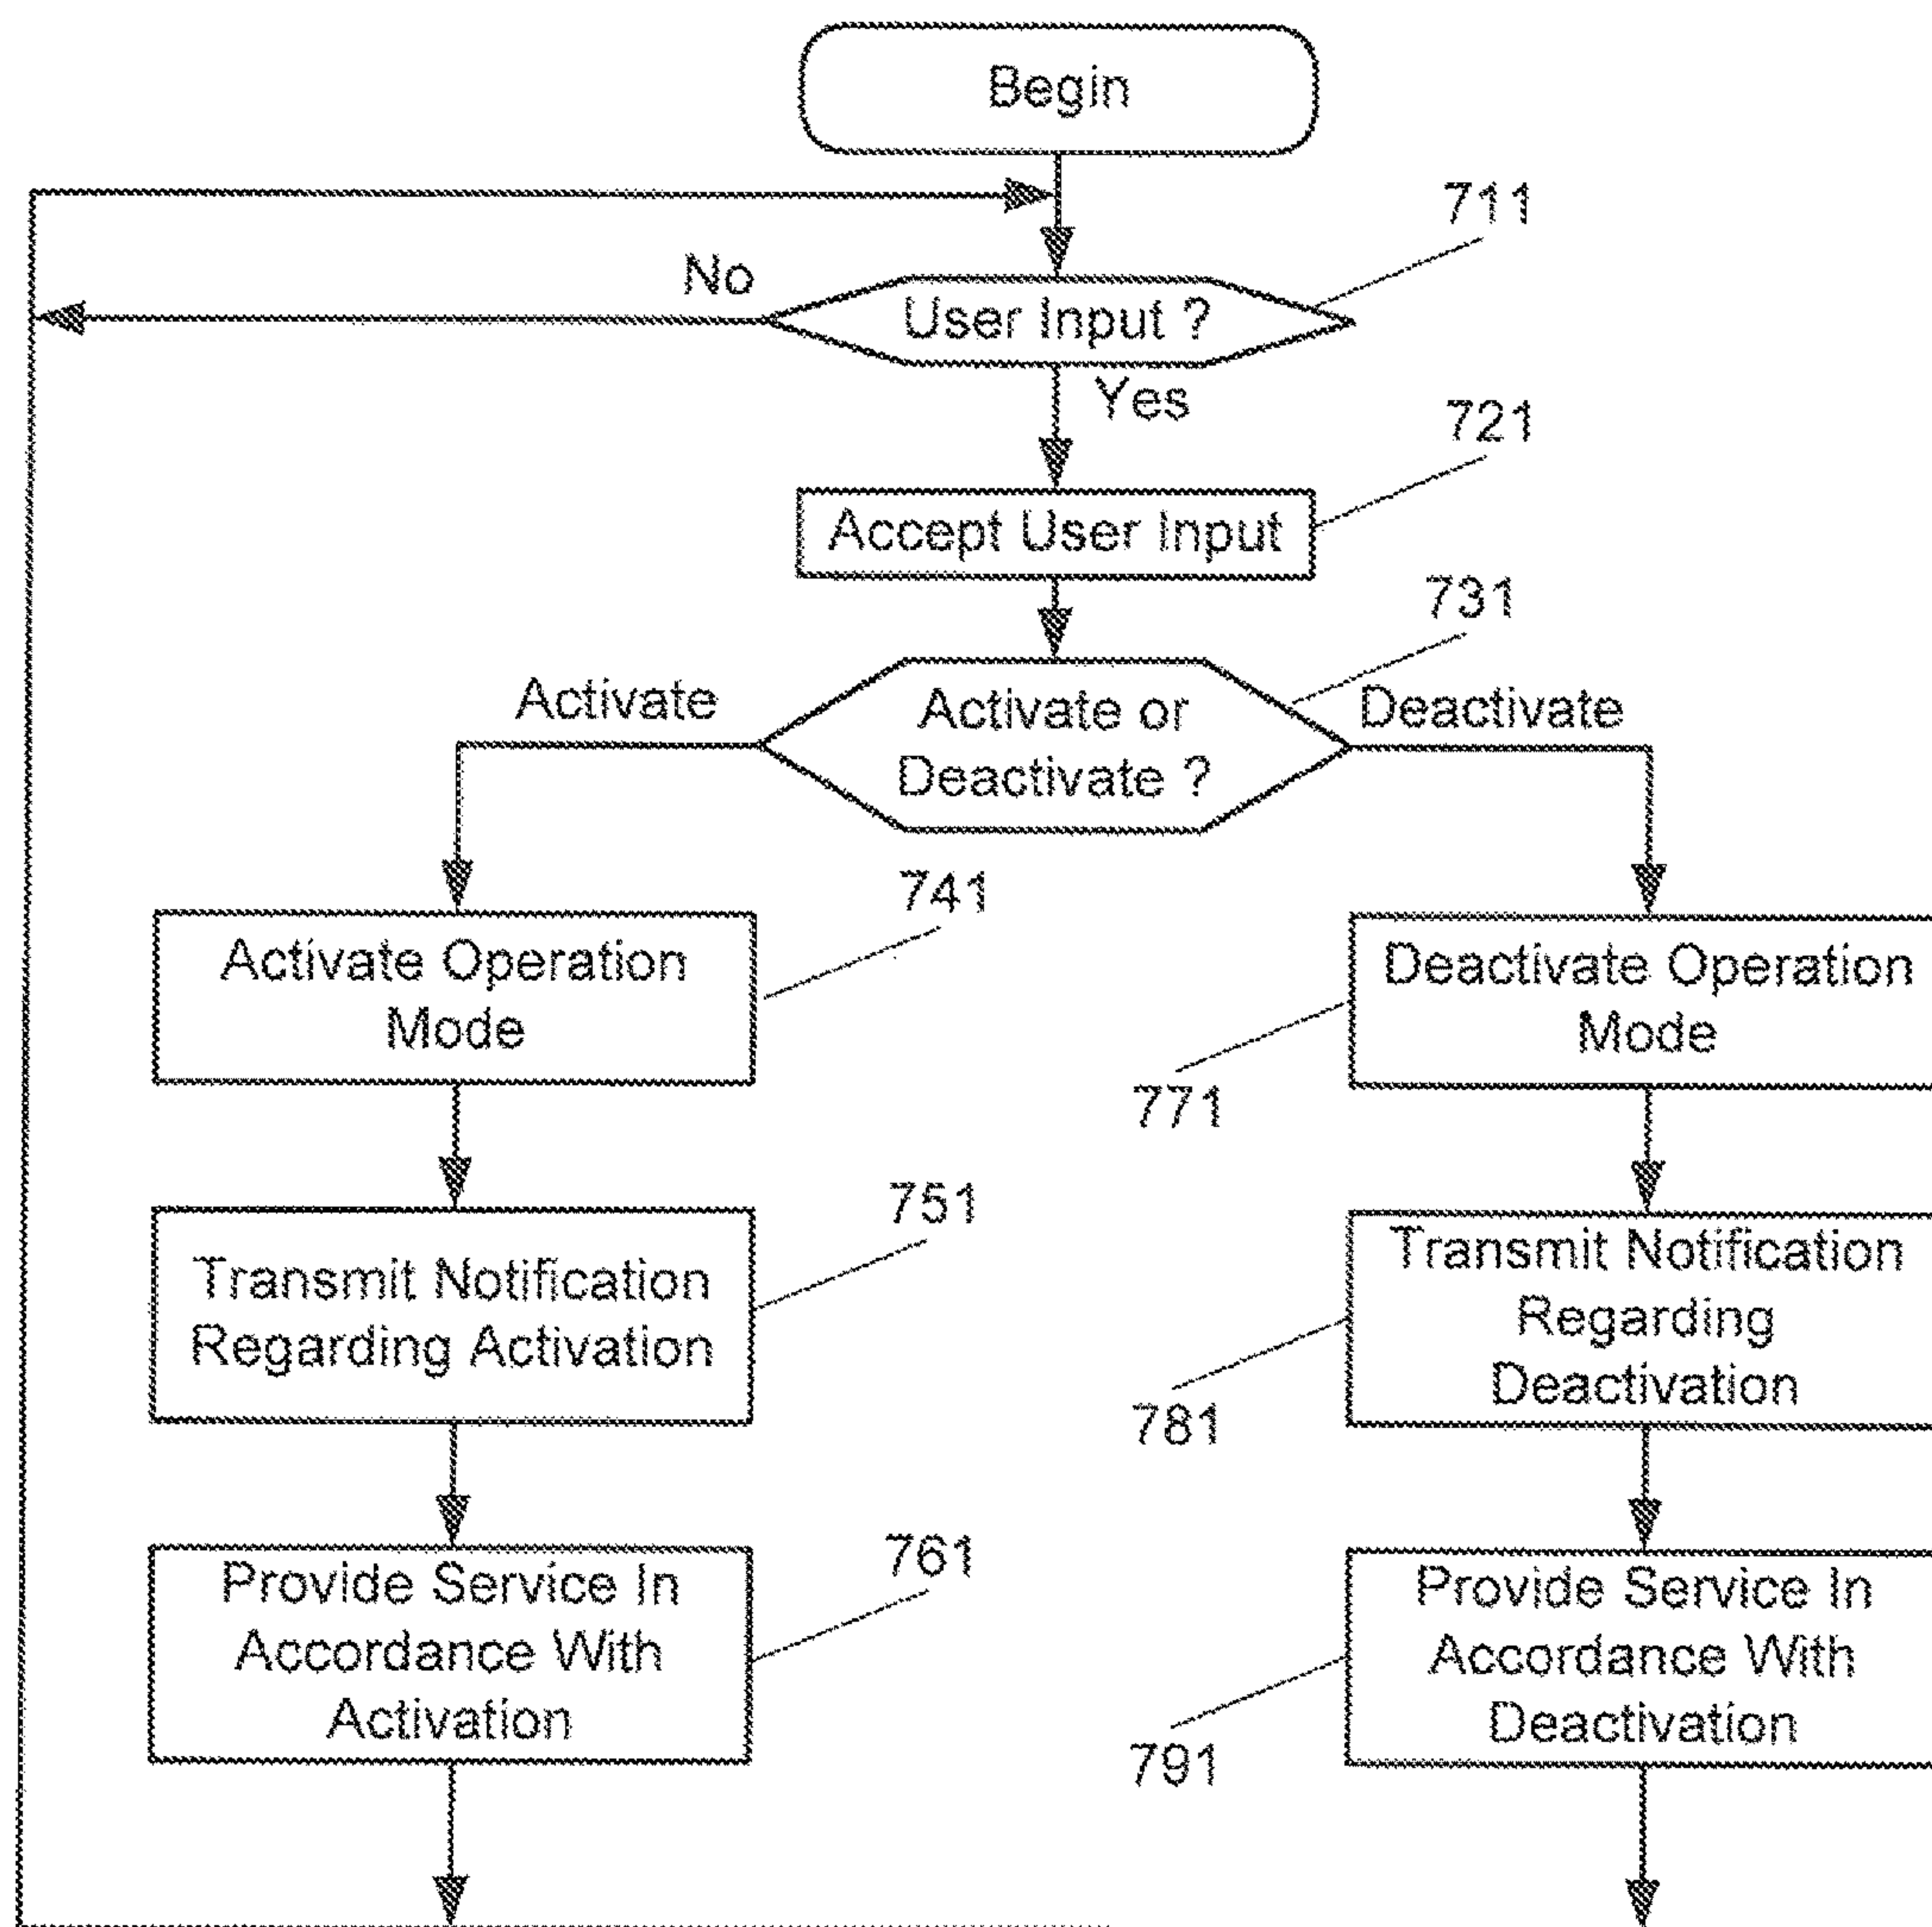 Begin
711
No
User Input ?
Yes
721
Accept User Input
731
Activate
Activate or
Deactivate ?
Deactivate
741
Activate Operation
Mode
Deactivate Operation
Mode
771
751
Transmit Notification
Regarding Activation
Transmit Notification
Regarding
Deactivation
781
761
Provide Service In
Accordance With
Activation
Provide Service In
Accordance With
Deactivation
791